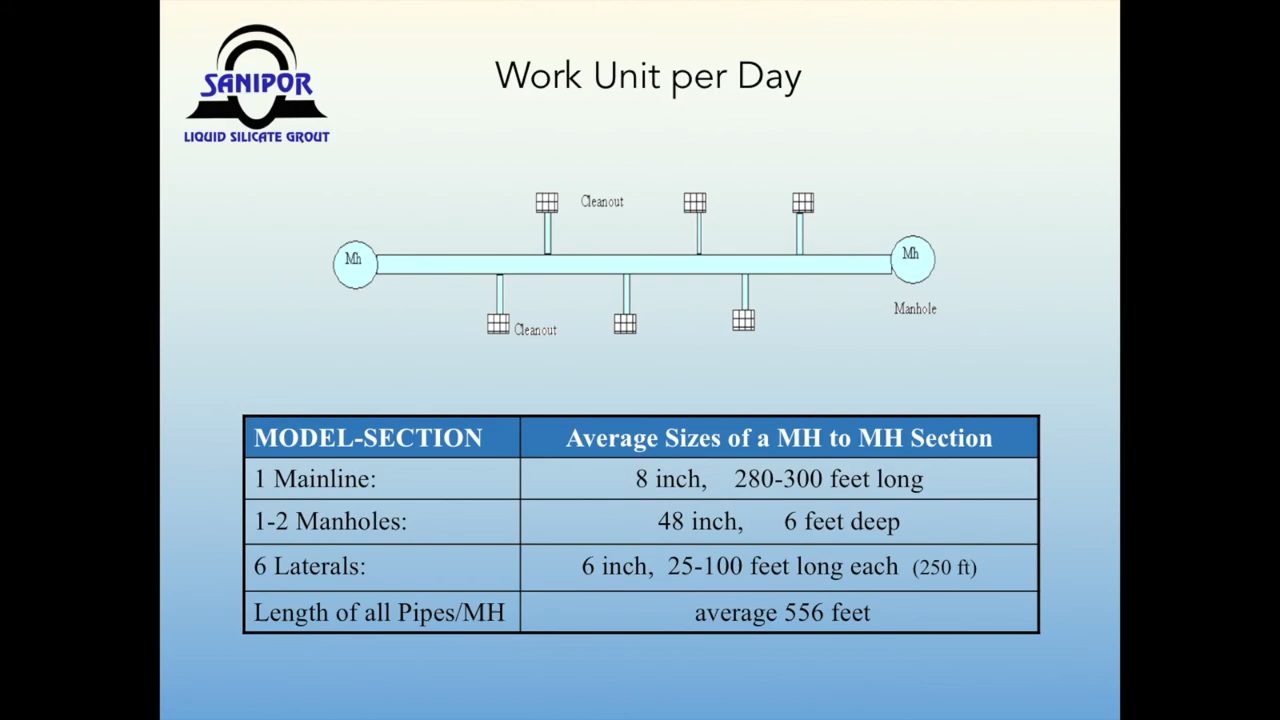 SANIPOR
LIQUID SILICATE GROUT
Work Unit per Day
Cleanout
Mh
Mh
Manhole
Cleanout
MODEL-SECTION Average Sizes of a MH to MH Section
1 Mainline: 8 inch, 280-300 feet long
1-2 Manholes: 48 inch, 6 feet deep
6 Laterals: 6 inch, 25-100 feet long each (250 ft)
Length of all Pipes/MH average 556 feet